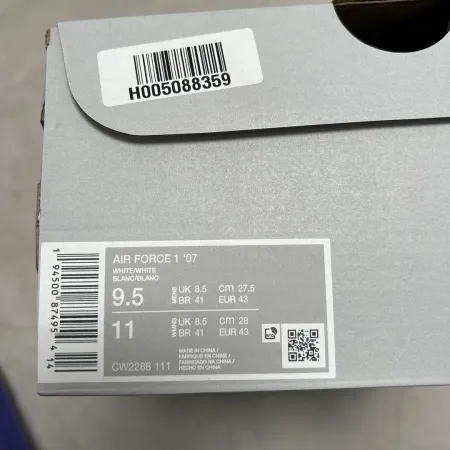 H005088359
AIR FORCE 1 '07
WHITE/WHITE
BLANC/BLANC
9.5 MENS UK 8.5 CM 27.5
BR 41 EUR 43
11 WMNS UK 8.5 CM 28
BR 41 EUR 43
MADE IN CHINA /
FABRIQUE EN CHINE /
FABRICADO NA CHINA /
HECHO EN CHINA
CW2288 111
1 94500 87495 4 14